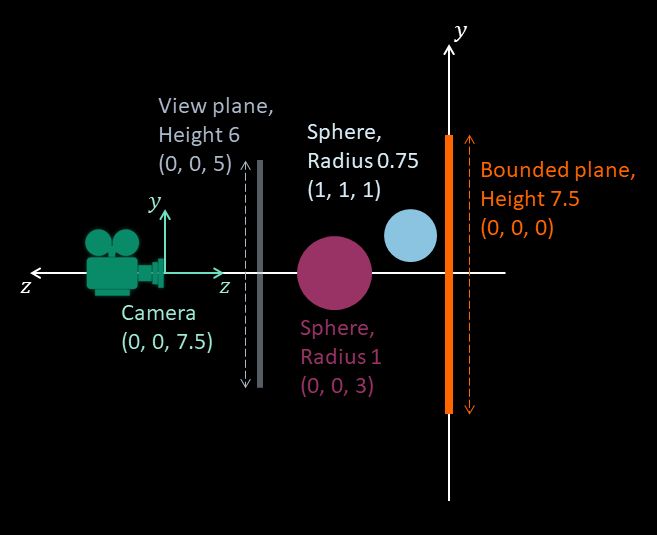 y
View plane,
Height 6
(0, 0, 5)
Sphere,
Radius 0.75
(1, 1, 1)
Bounded plane,
Height 7.5
(0, 0, 0)
y
z
z
Camera
(0, 0, 7.5)
Sphere,
Radius 1
(0, 0, 3)